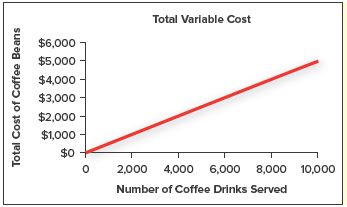 Total Variable Cost
Total Cost of Coffee Beans
$6,000
$5,000
$4,000
$3,000
$2,000
$1,000
$0
0 2,000 4,000 6,000 8,000 10,000
Number of Coffee Drinks Served